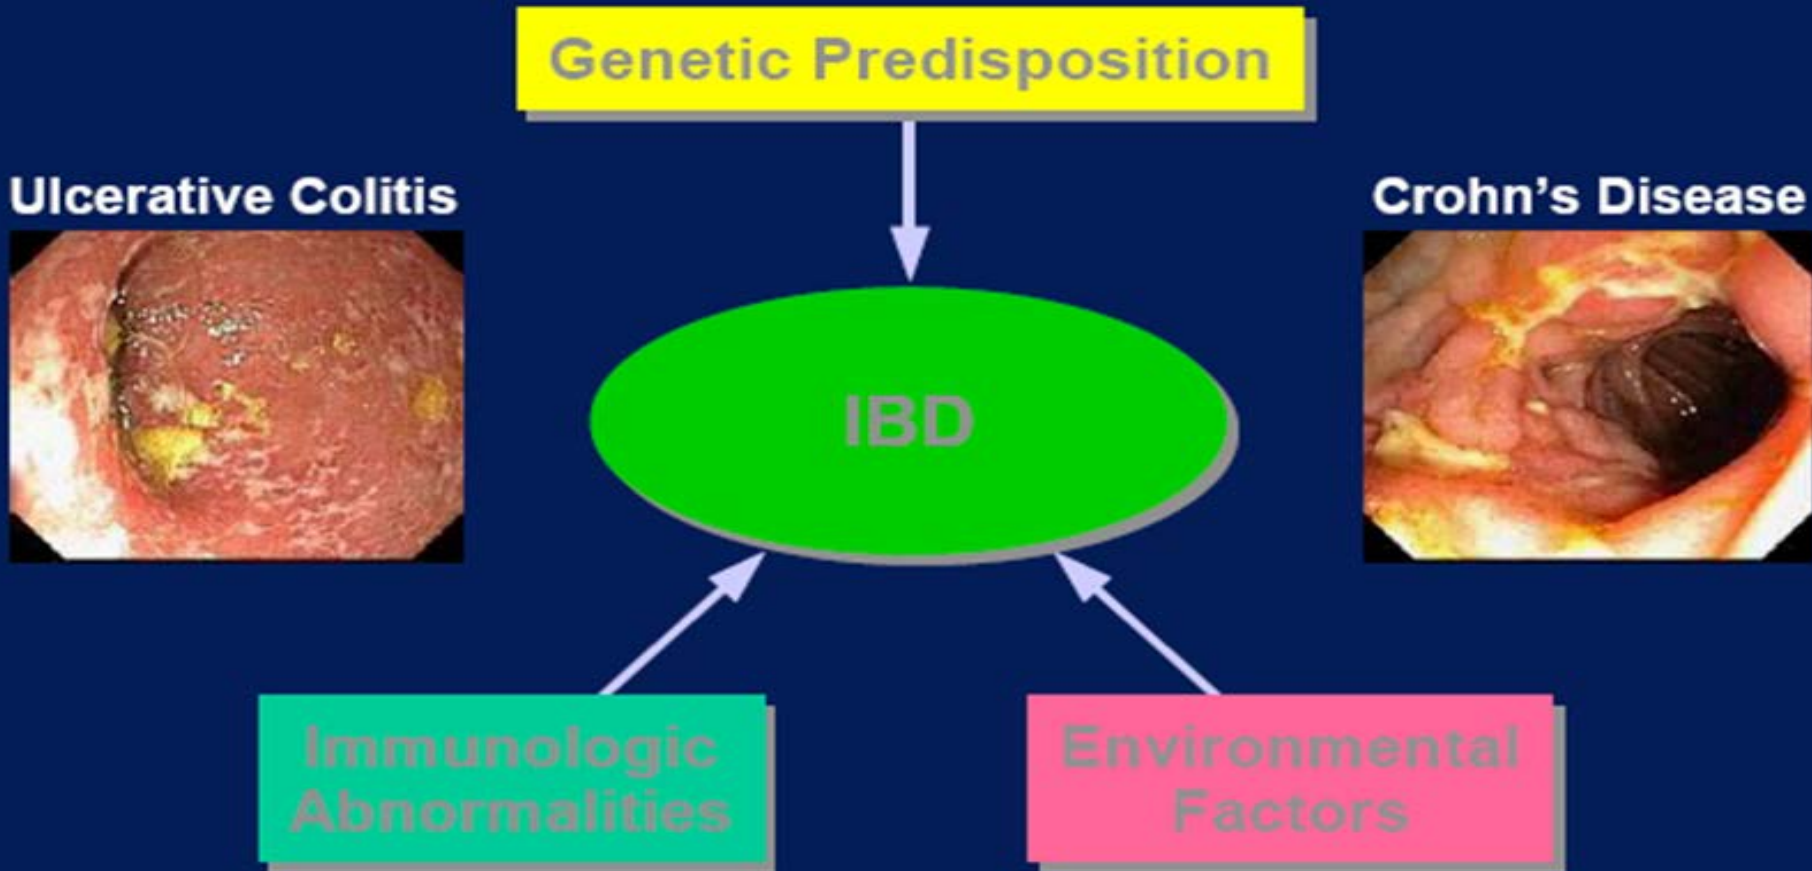 Genetic Predisposition
Ulcerative Colitis
Crohn’s Disease
IBD
Immunologic
Abnormalities
Environmental
Factors